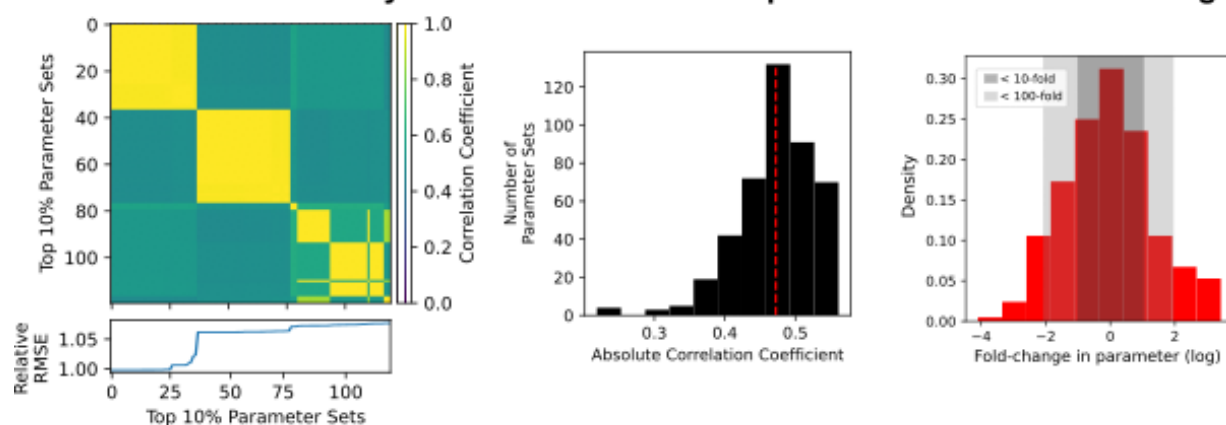 0
20
40
60
80
100
Top 10% Parameter Sets
1.0
0.8
0.6
0.4
0.2
0.0
Correlation Coefficient
1.05
1.00
Relative
RMSE
0 25 50 75 100
Top 10% Parameter Sets
120
100
80
60
40
20
0
Number of
Parameter Sets
0.3 0.4 0.5
Absolute Correlation Coefficient
< 10-fold
< 100-fold
0.30
0.25
0.20
0.15
0.10
0.05
0.00
Density
−4 −2 0 2
Fold-change in parameter (log)